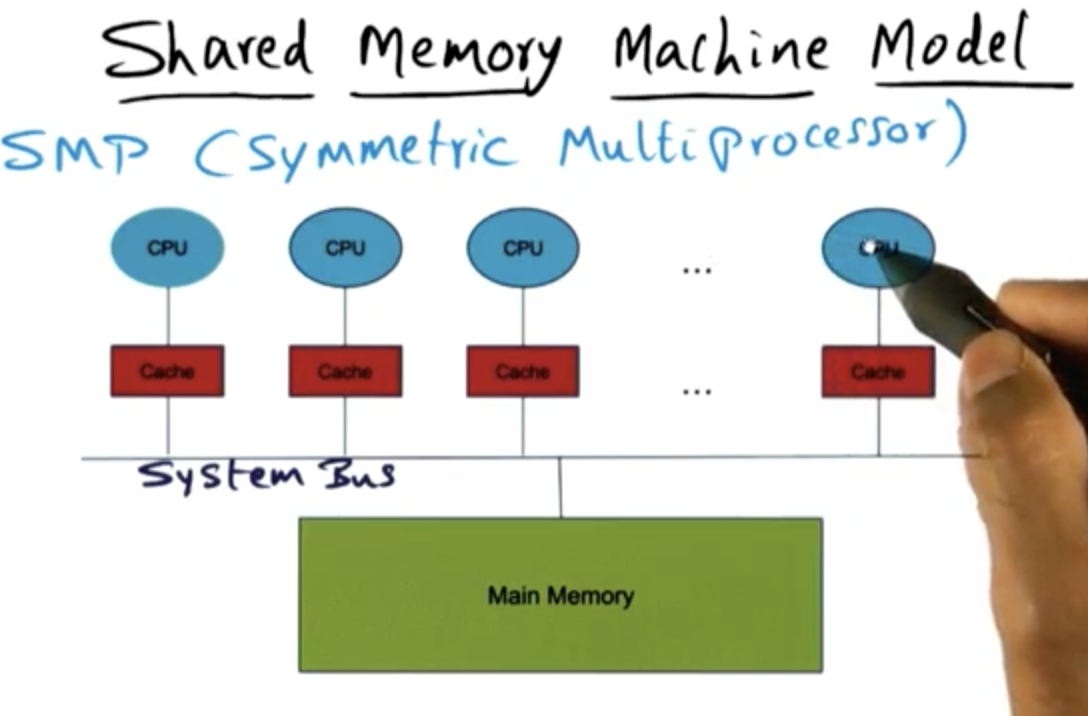 Shared Memory Machine Model
SMP (Symmetric MultiProcessor)
CPU CPU CPU ... CPU
Cache Cache Cache ... Cache
System Bus
Main Memory